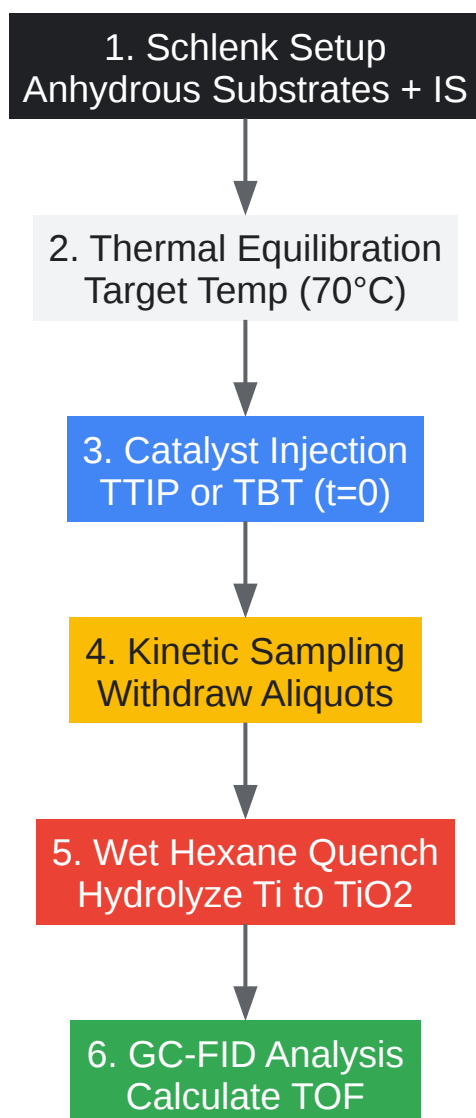 1. Schlenk Setup
Anhydrous Substrates + IS
2. Thermal Equilibration
Target Temp (70°C)
3. Catalyst Injection
TTIP or TBT (t=0)
4. Kinetic Sampling
Withdraw Aliquots
5. Wet Hexane Quench
Hydrolyze Ti to TiO2
6. GC-FID Analysis
Calculate TOF